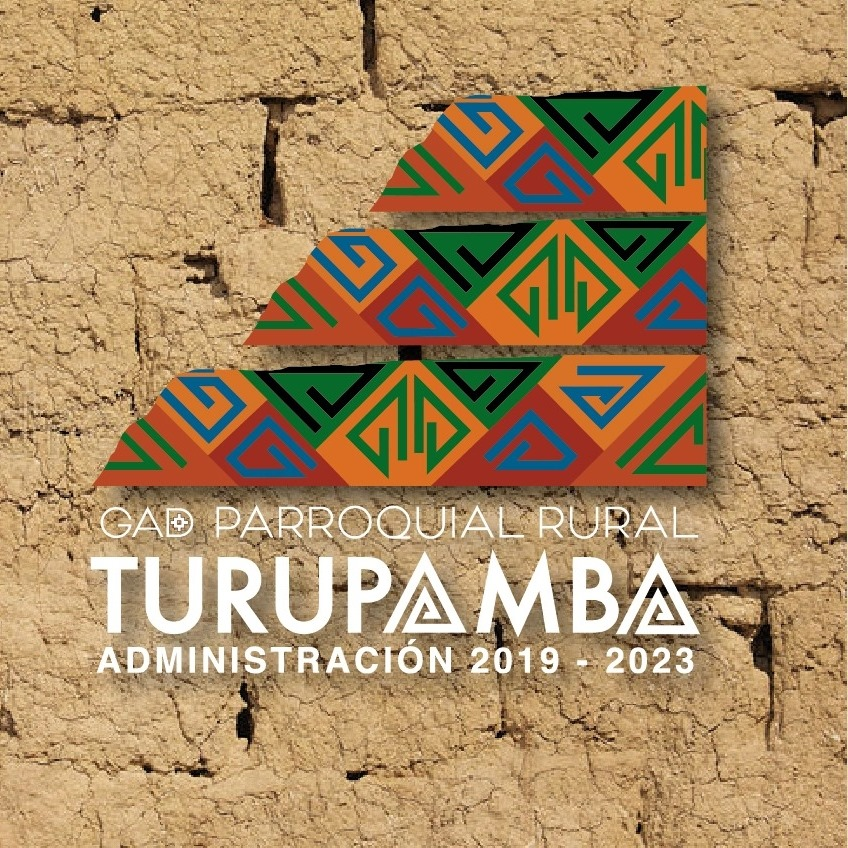 GAD PARROQUIAL RURAL
TURUPAMBA
ADMINISTRACIÓN 2019 - 2023